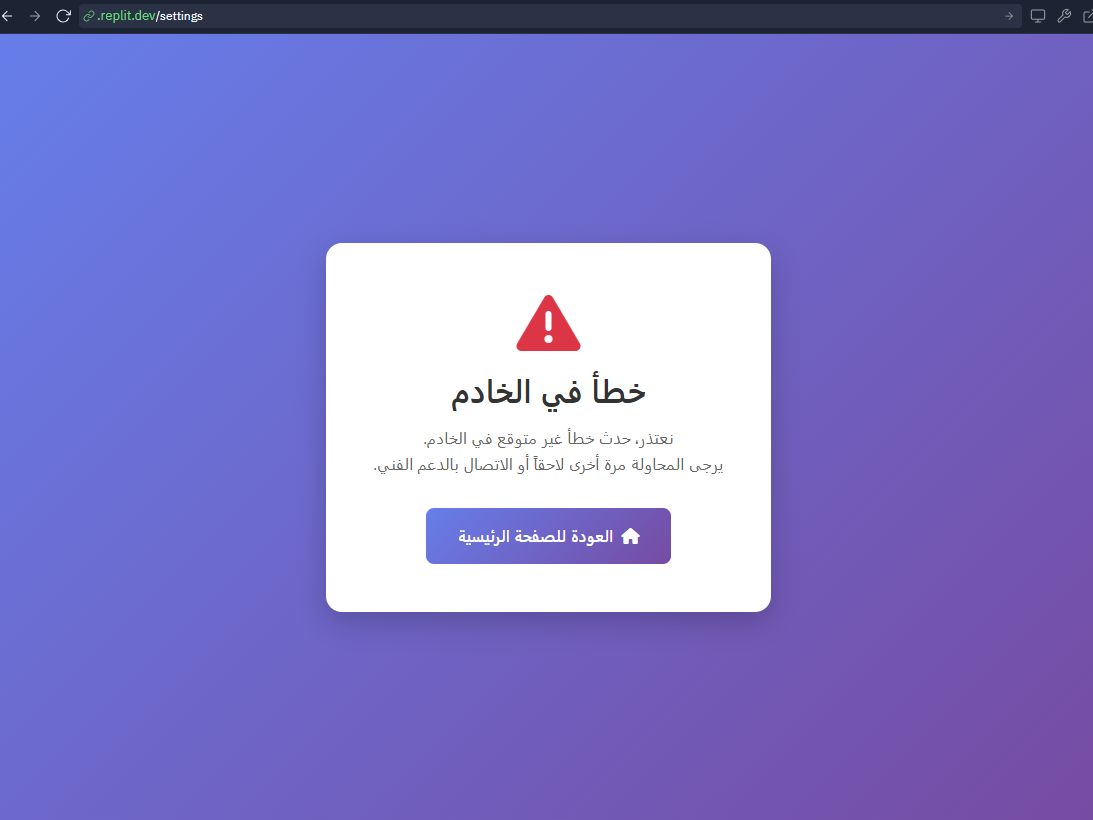 .replit.dev/settings
خطأ في الخادم
نعتذر، حدث خطأ غير متوقع في الخادم.
يرجى المحاولة مرة أخرى لاحقاً أو الاتصال بالدعم الفني.
العودة للصفحة الرئيسية